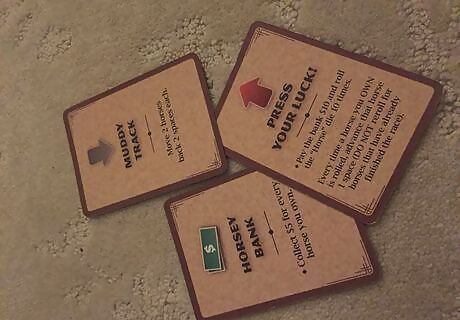 MUDDY
TRACK
Move 2 horses
back 2 spaces each.
PRESS
YOUR LUCK!
• Pay the bank $10 and roll
the "Horse" die 10 times.
Every time a horse you OWN
is rolled, advance that horse
1 space (DO NOT reroll for
horses that have already
finished the race).
$
HORSEY
BANK
• Collect $5 for every
horse you own.